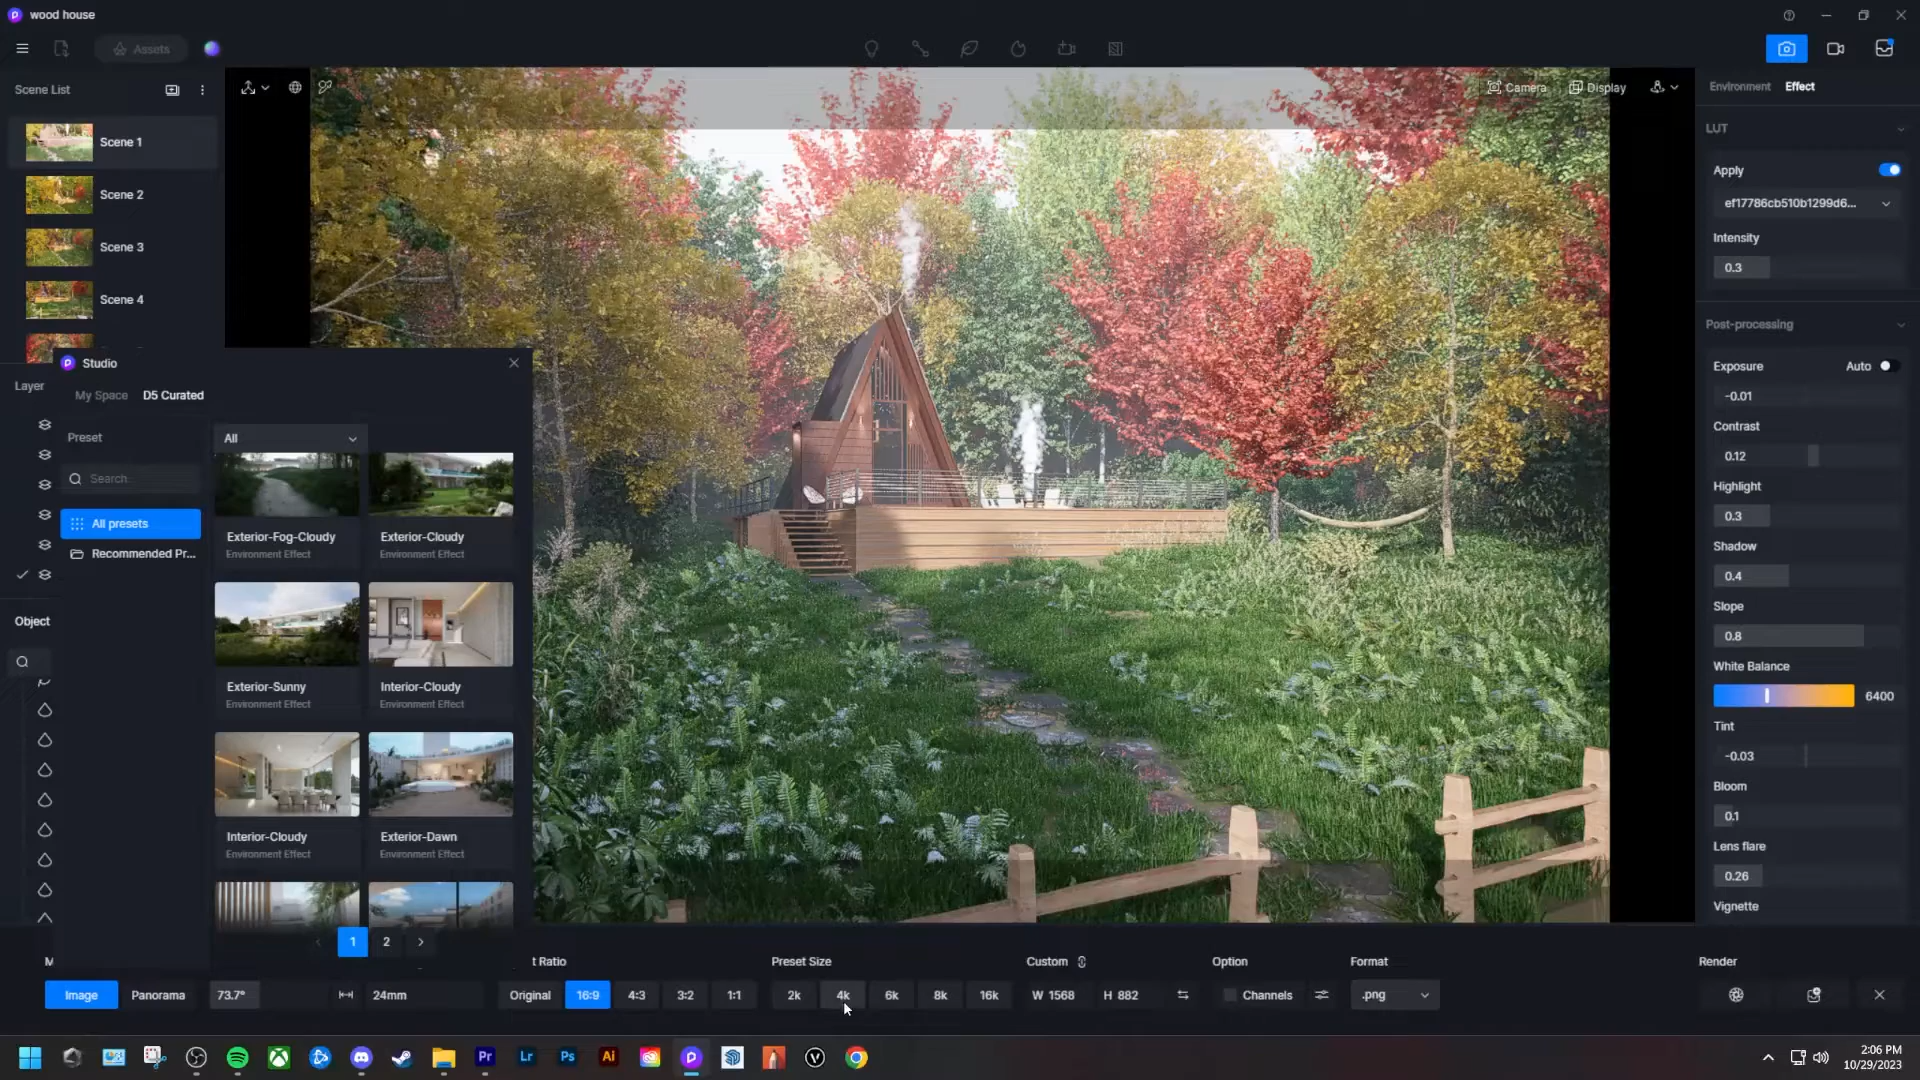 wood house
Assets
Scene List
Scene 1
Scene 2
Scene 3
Scene 4
Layer
Object
Studio
My Space
D5 Curated
Preset
All
Search
All presets
Recommended Pr...
Exterior-Fog-Cloudy
Environment Effect
Exterior-Cloudy
Environment Effect
Exterior-Sunny
Environment Effect
Interior-Cloudy
Environment Effect
Interior-Cloudy
Environment Effect
Exterior-Dawn
Environment Effect
1
2
Camera
Display
Environment
Effect
LUT
Apply
ef17786cb510b1299d6...
Intensity
0.3
Post-processing
Exposure
Auto
-0.01
Contrast
0.12
Highlight
0.3
Shadow
0.4
Slope
0.8
White Balance
6400
Tint
-0.03
Bloom
0.1
Lens flare
0.26
Vignette
t Ratio
Preset Size
Custom
Option
Format
Render
Image
Panorama
73.7°
24mm
Original
16:9
4:3
3:2
1:1
2k
4k
6k
8k
16k
W 1568
H 882
Channels
.png
Pr
Lr
Ps
Ai
2:06 PM
10/29/2023